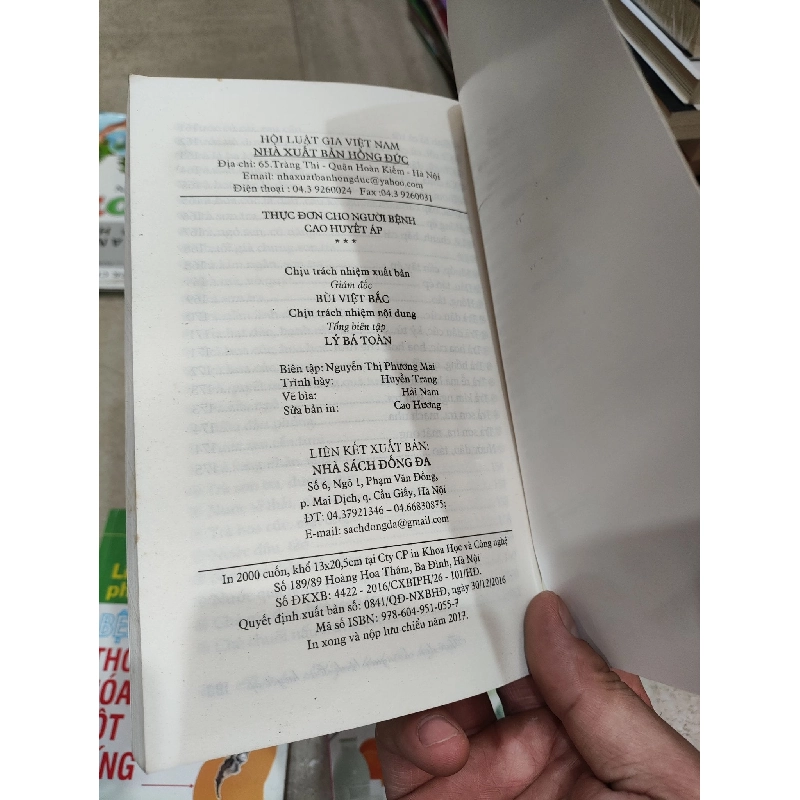 HỘI LUẬT GIA VIỆT NAM
NHÀ XUẤT BẢN HỒNG ĐỨC
Địa chỉ: 65.Tràng Thi - Quận Hoàn Kiếm - Hà Nội
Email: nhaxuatbanhongduc@yahoo.com
Điện thoại : 04.3 9260024 Fax :04.3 9260031
THỰC ĐƠN CHO NGƯỜI BỆNH
CAO HUYẾT ÁP
***
Chịu trách nhiệm xuất bản
Giám đốc
BÙI VIỆT BẮC
Chịu trách nhiệm nội dung
Tổng biên tập
LÝ BÁ TOÀN
Biên tập: Nguyễn Thị Phương Mai
Trình bày: Huyền Trang
Vẽ bìa: Hải Nam
Sửa bản in: Cao Hương
LIÊN KẾT XUẤT BẢN:
NHÀ SÁCH ĐỐNG ĐA
Số 6, Ngõ 1, Phạm Văn Đồng,
p. Mai Dịch, q. Cầu Giấy, Hà Nội
ĐT: 04.37921346 – 04.66830875;
E-mail: sachdongda@gmail.com
In 2000 cuốn, khổ 13x20,5cm tại Cty CP in Khoa Học và Công nghệ
Số 189/89 Hoàng Hoa Thám, Ba Đình, Hà Nội
Số ĐKXB: 4422 - 2016/CXBIPH/26 - 101/HĐ.
Quyết định xuất bản số: 0841/QĐ-NXBHĐ, ngày 30/12/2016
Mã số ISBN: 978-604-951-055-7
In xong và nộp lưu chiểu năm 2017.